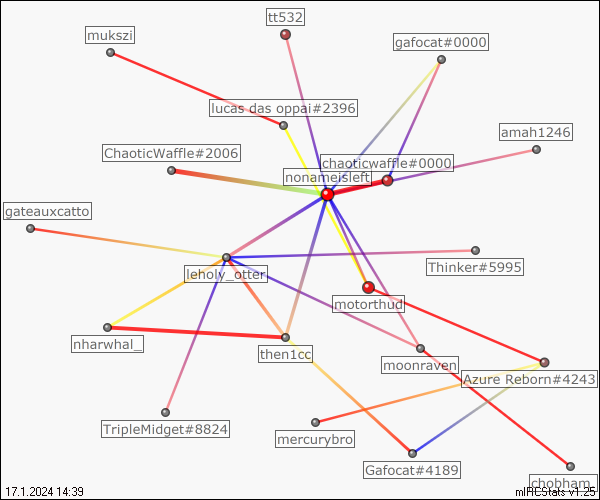 tt532
mukszi
gafocat#0000
lucas das oppai#2396
amah1246
ChaoticWaffle#2006
chaoticwaffle#0000
nonameisleft
gateauxcatto
leholy_otter
Thinker#5995
motorthud
nharwhal_
then1cc
moonraven
Azure Reborn#4243
TripleMidget#8824
mercurybro
Gafocat#4189
chobham_
17.1.2024 14:39
mIRCStats v1.25